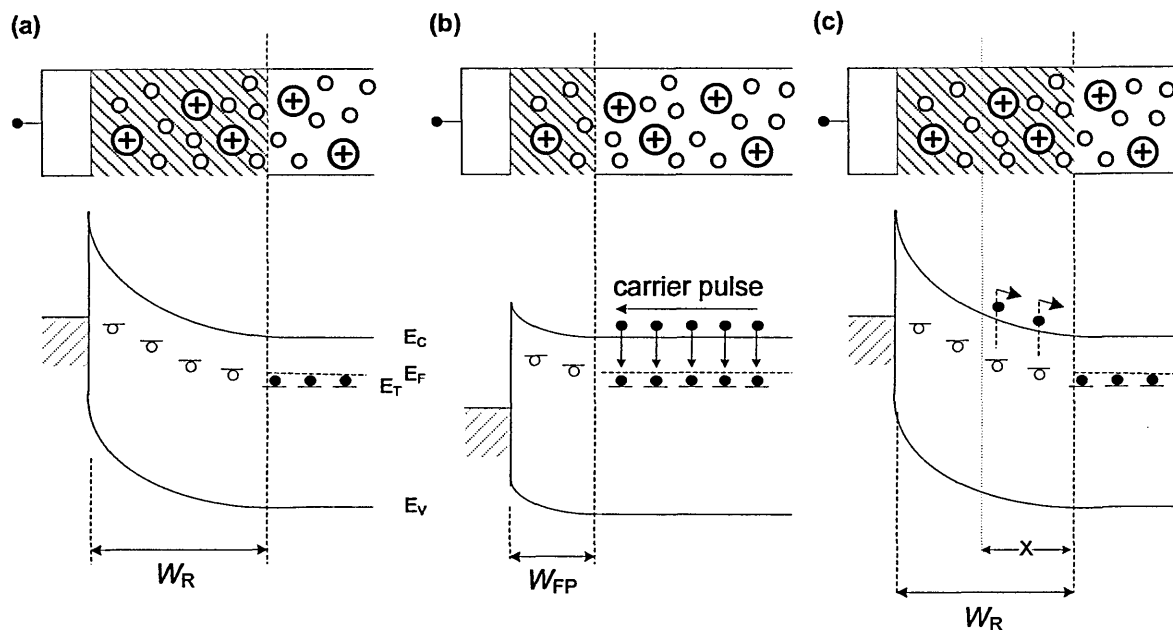 (a)
(b)
(c)
carrier pulse
E_C
E_F
E_T
E_V
W_R
W_FP
x
W_R